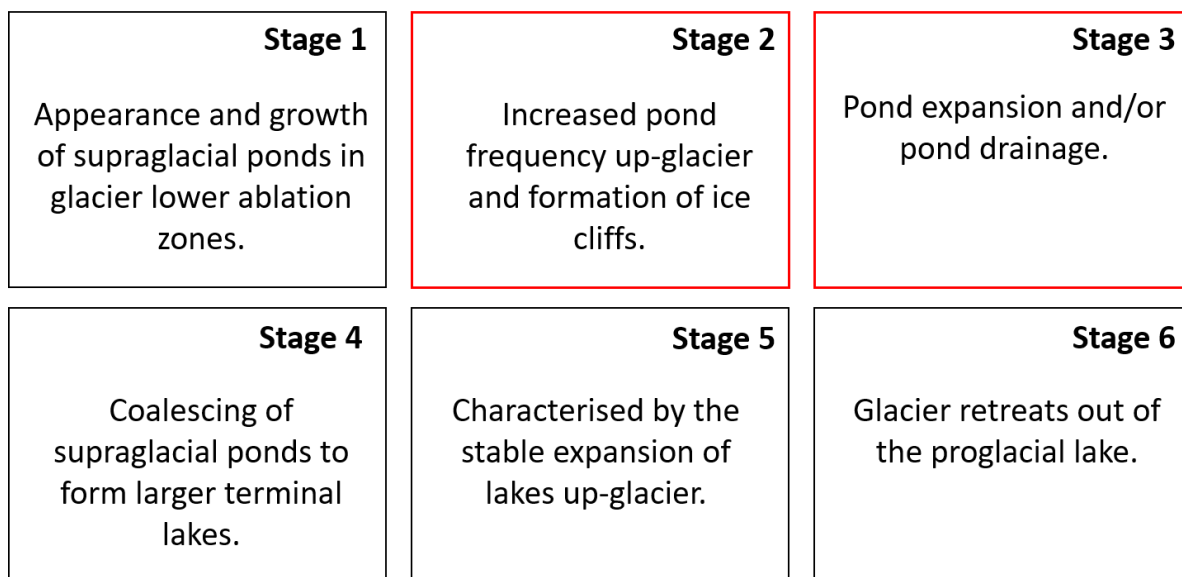 Stage 1
Appearance and growth
of supraglacial ponds in
glacier lower ablation
zones.
Stage 2
Increased pond
frequency up-glacier
and formation of ice
cliffs.
Stage 3
Pond expansion and/or
pond drainage.
Stage 4
Coalescing of
supraglacial ponds to
form larger terminal
lakes.
Stage 5
Characterised by the
stable expansion of
lakes up-glacier.
Stage 6
Glacier retreats out of
the proglacial lake.